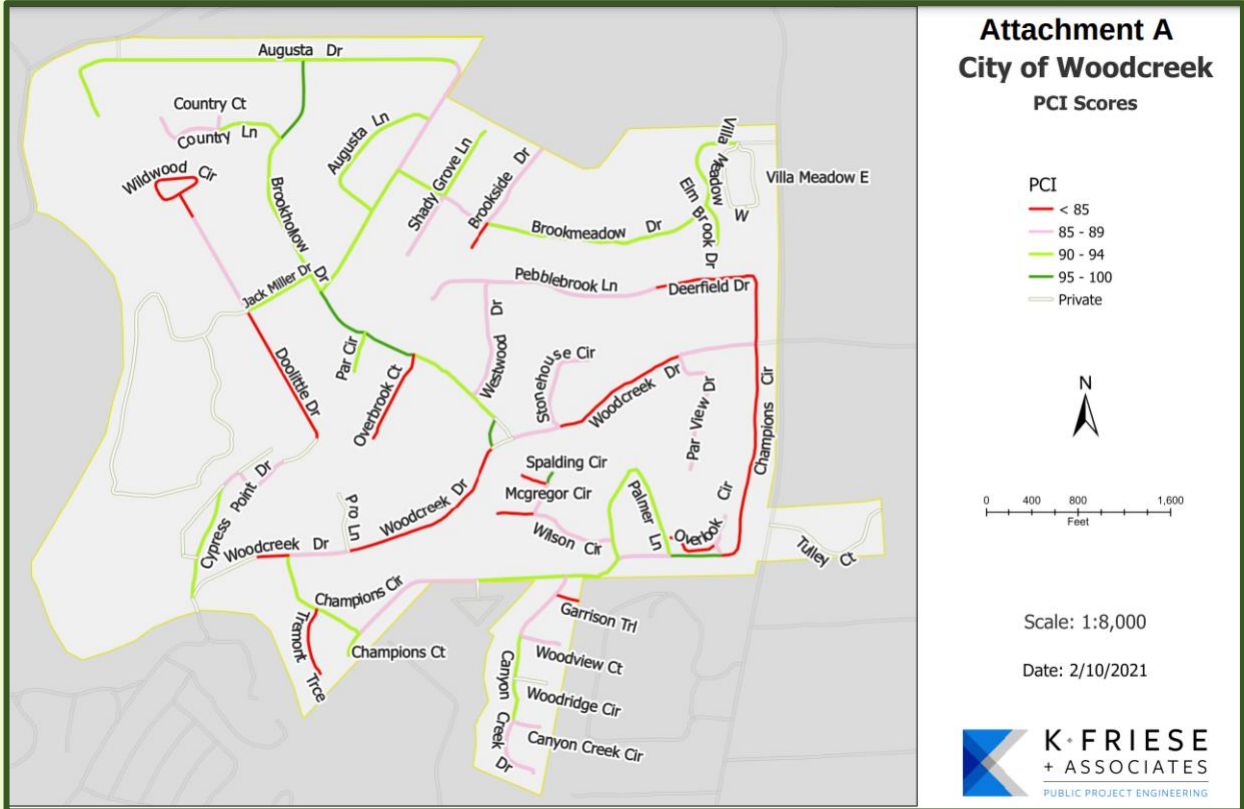 Augusta Dr
Country Ct
Country Ln
Augusta Ln
Wildwood Cir
Brookhollow Dr
Shady Grove Ln
Brookside Dr
Villa Meadow W
Villa Meadow E
Elm Brook Dr
Brookmeadow Dr
Jack Miller Dr
Pebblebrook Ln
Deerfield Dr
Doolittle Dr
Par Cir
Overbrook Ct
Westwood Dr
Stonehouse Cir
Woodcreek Dr
Par View Dr
Champions Cir
Spalding Cir
Mcgregor Cir
Wilson Cir
Palmer Ln
Overlook Cir
Cypress Point Dr
Pro Ln
Woodcreek Dr
Woodcreek Dr
Tulley Ct
Champions Cir
Tremont Trce
Champions Ct
Garrison Trl
Woodview Ct
Canyon Creek Dr
Woodridge Cir
Canyon Creek Cir
Attachment A
City of Woodcreek
PCI Scores
PCI
< 85
85 - 89
90 - 94
95 - 100
Private
N
0 400 800 1,600
Feet
Scale: 1:8,000
Date: 2/10/2021
K + FRIESE
+ ASSOCIATES
PUBLIC PROJECT ENGINEERING